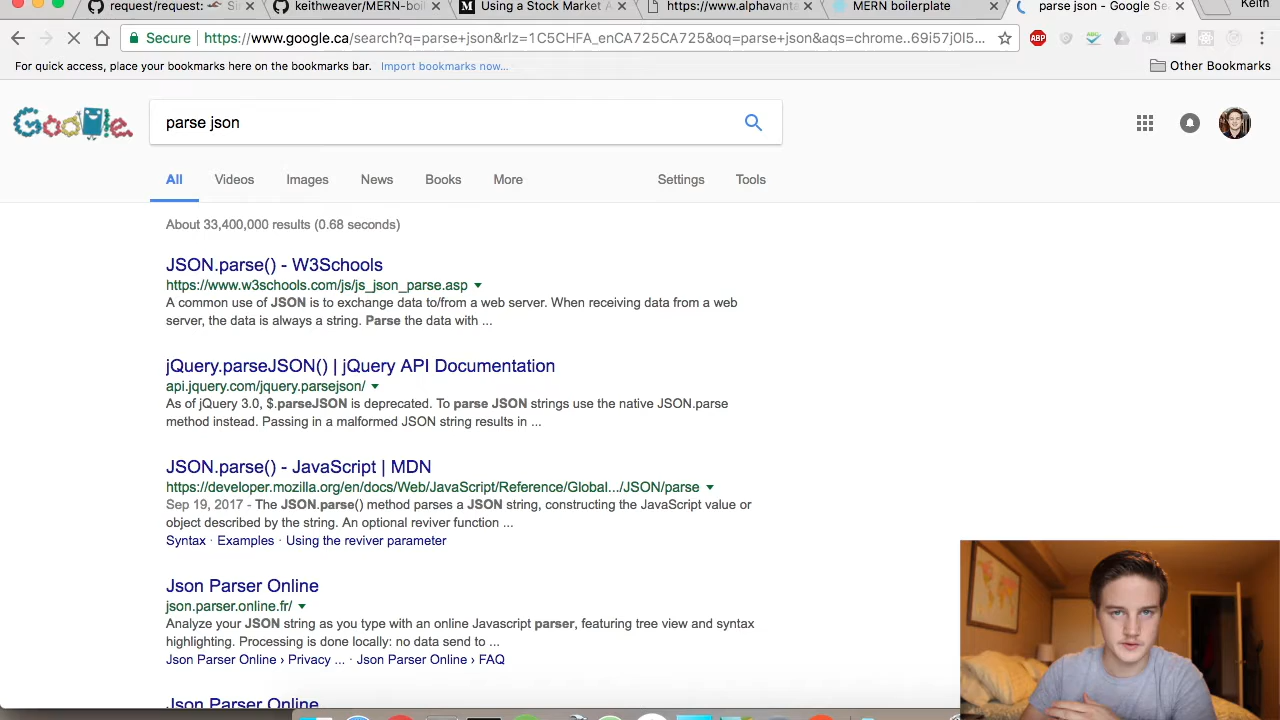 request/request: Si
keithweaver/MERN-boi
Using a Stock Market A
https://www.alphavanta
MERN boilerplate
parse json - Google Se
Keith
Secure https://www.google.ca/search?q=parse+json&rlz=1C5CHFA_enCA725CA725&oq=parse+json&aqs=chrome..69i57j0l5...
ABP
For quick access, place your bookmarks here on the bookmarks bar. Import bookmarks now...
Other Bookmarks
Google
parse json
All Videos Images News Books More Settings Tools
About 33,400,000 results (0.68 seconds)
JSON.parse() - W3Schools
https://www.w3schools.com/js/js_json_parse.asp
A common use of JSON is to exchange data to/from a web server. When receiving data from a web
server, the data is always a string. Parse the data with ...
jQuery.parseJSON() | jQuery API Documentation
api.jquery.com/jquery.parsejson/
As of jQuery 3.0, $.parseJSON is deprecated. To parse JSON strings use the native JSON.parse
method instead. Passing in a malformed JSON string results in ...
JSON.parse() - JavaScript | MDN
https://developer.mozilla.org/en/docs/Web/JavaScript/Reference/Global.../JSON/parse
Sep 19, 2017 - The JSON.parse() method parses a JSON string, constructing the JavaScript value or
object described by the string. An optional reviver function ...
Syntax · Examples · Using the reviver parameter
Json Parser Online
json.parser.online.fr/
Analyze your JSON string as you type with an online Javascript parser, featuring tree view and syntax
highlighting. Processing is done locally: no data send to ...
Json Parser Online › Privacy ... · Json Parser Online › FAQ
Json Parser Online